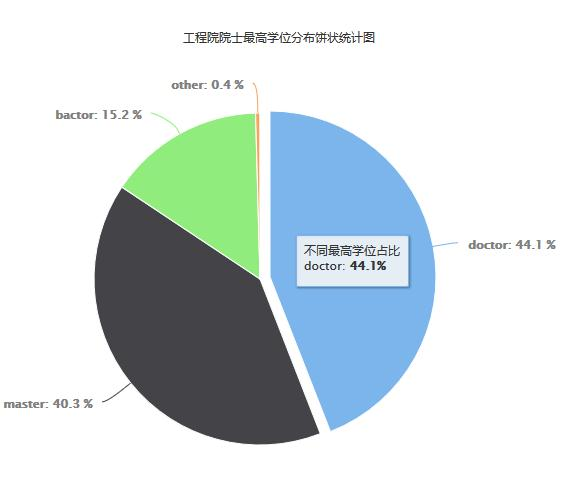 工程院院士最高学位分布饼状统计图
other: 0.4 %
bactor: 15.2 %
doctor: 44.1 %
不同最高学位占比
doctor: 44.1%
master: 40.3 %